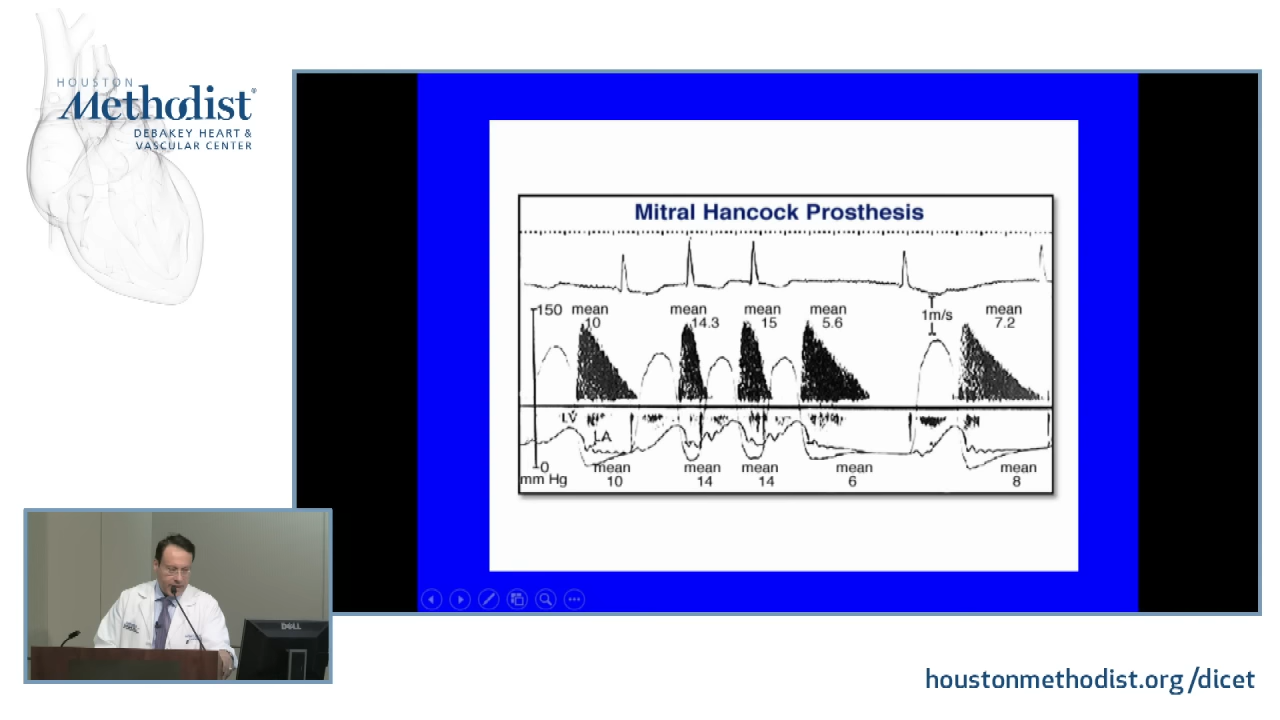 HOUSTON
Methodist®
DEBAKEY HEART &
VASCULAR CENTER
Mitral Hancock Prosthesis
150
mean
10
mean
14.3
mean
15
mean
5.6
1m/s
mean
7.2
LV
LA
0
mm Hg
mean
10
mean
14
mean
14
mean
6
mean
8
DELL
houstonmethodist.org/dicet